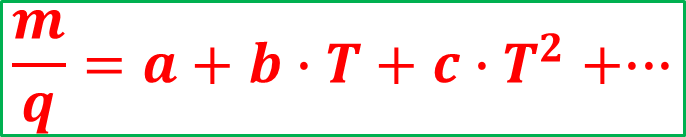 m/q = a + b · T + c · T² + ⋯